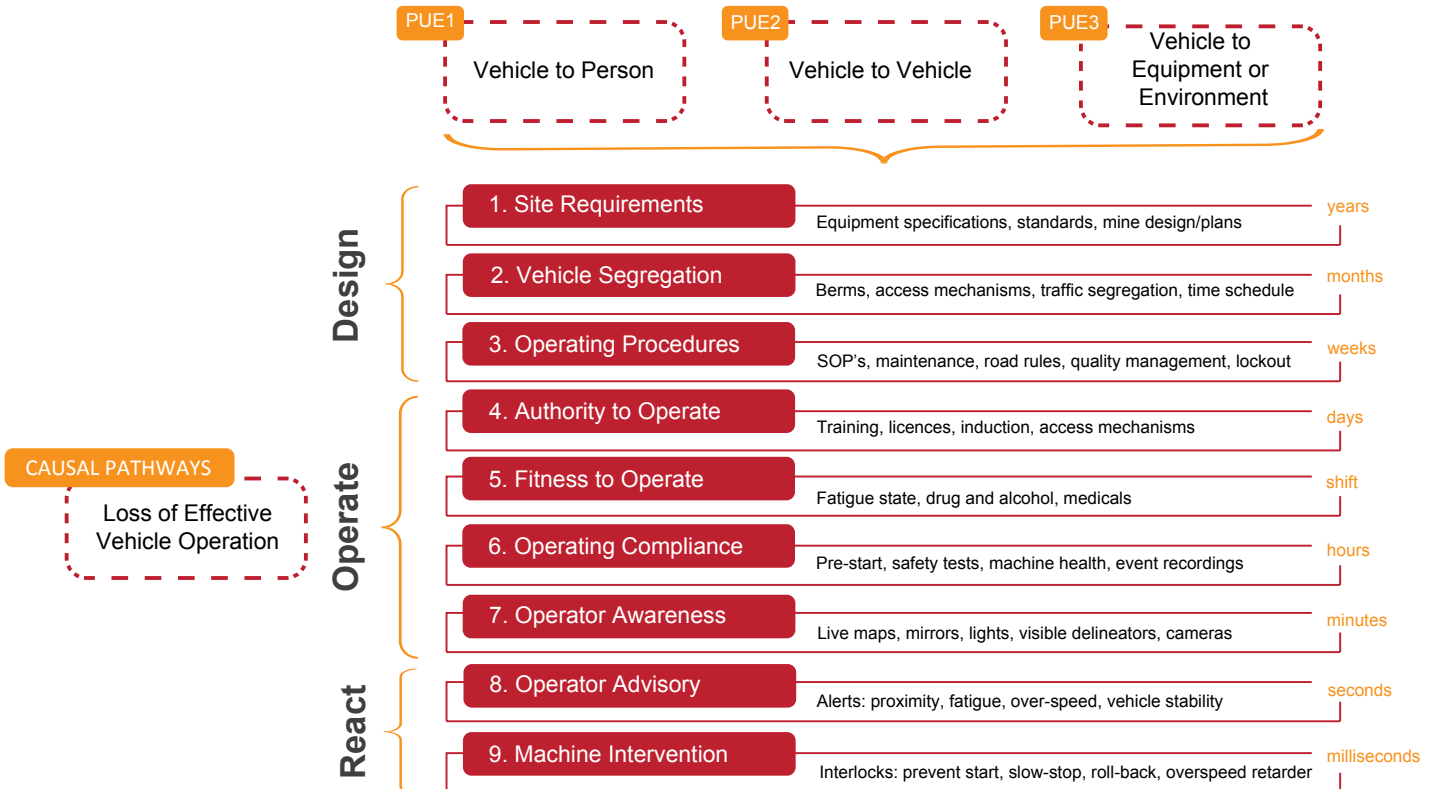 PUE1
Vehicle to Person
PUE2
Vehicle to Vehicle
PUE3
Vehicle to
Equipment or
Environment
Design
1. Site Requirements
Equipment specifications, standards, mine design/plans
years
2. Vehicle Segregation
Berms, access mechanisms, traffic segregation, time schedule
months
3. Operating Procedures
SOP's, maintenance, road rules, quality management, lockout
weeks
CAUSAL PATHWAYS
Loss of Effective
Vehicle Operation
Operate
4. Authority to Operate
Training, licences, induction, access mechanisms
days
5. Fitness to Operate
Fatigue state, drug and alcohol, medicals
shift
6. Operating Compliance
Pre-start, safety tests, machine health, event recordings
hours
7. Operator Awareness
Live maps, mirrors, lights, visible delineators, cameras
minutes
React
8. Operator Advisory
Alerts: proximity, fatigue, over-speed, vehicle stability
seconds
9. Machine Intervention
Interlocks: prevent start, slow-stop, roll-back, overspeed retarder
milliseconds